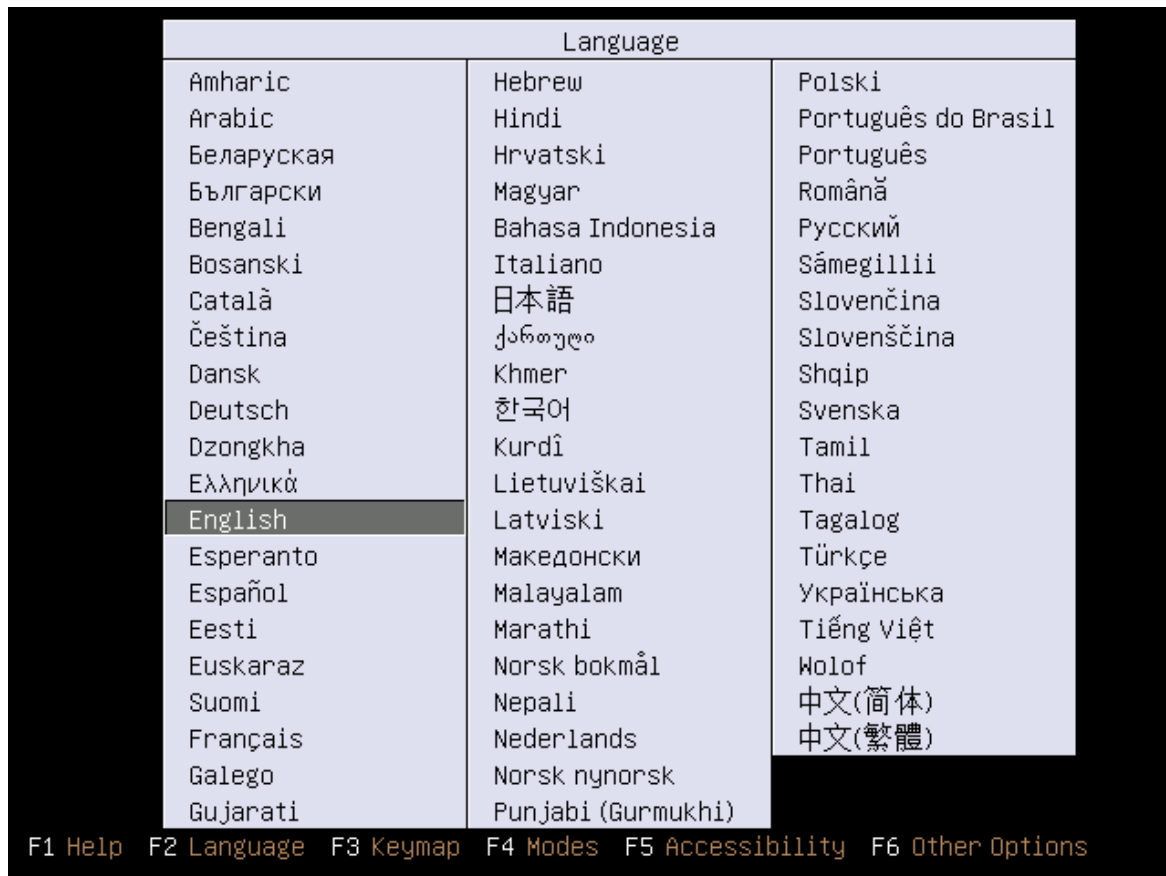 Language
Amharic
Arabic
Беларуская
Български
Bengali
Bosanski
Català
Čeština
Dansk
Deutsch
Dzongkha
Ελληνικά
English
Esperanto
Español
Eesti
Euskaraz
Suomi
Français
Galego
Gujarati
Hebrew
Hindi
Hrvatski
Magyar
Bahasa Indonesia
Italiano
日本語
ქართული
Khmer
한국어
Kurdî
Lietuviškai
Latviski
Македонски
Malayalam
Marathi
Norsk bokmål
Nepali
Nederlands
Norsk nynorsk
Punjabi (Gurmukhi)
Polski
Português do Brasil
Português
Română
Русский
Sámegillii
Slovenčina
Slovenščina
Shqip
Svenska
Tamil
Thai
Tagalog
Türkçe
Українська
Tiếng Việt
Wolof
中文(简体)
中文(繁體)
F1 Help F2 Language F3 Keymap F4 Modes F5 Accessibility F6 Other Options